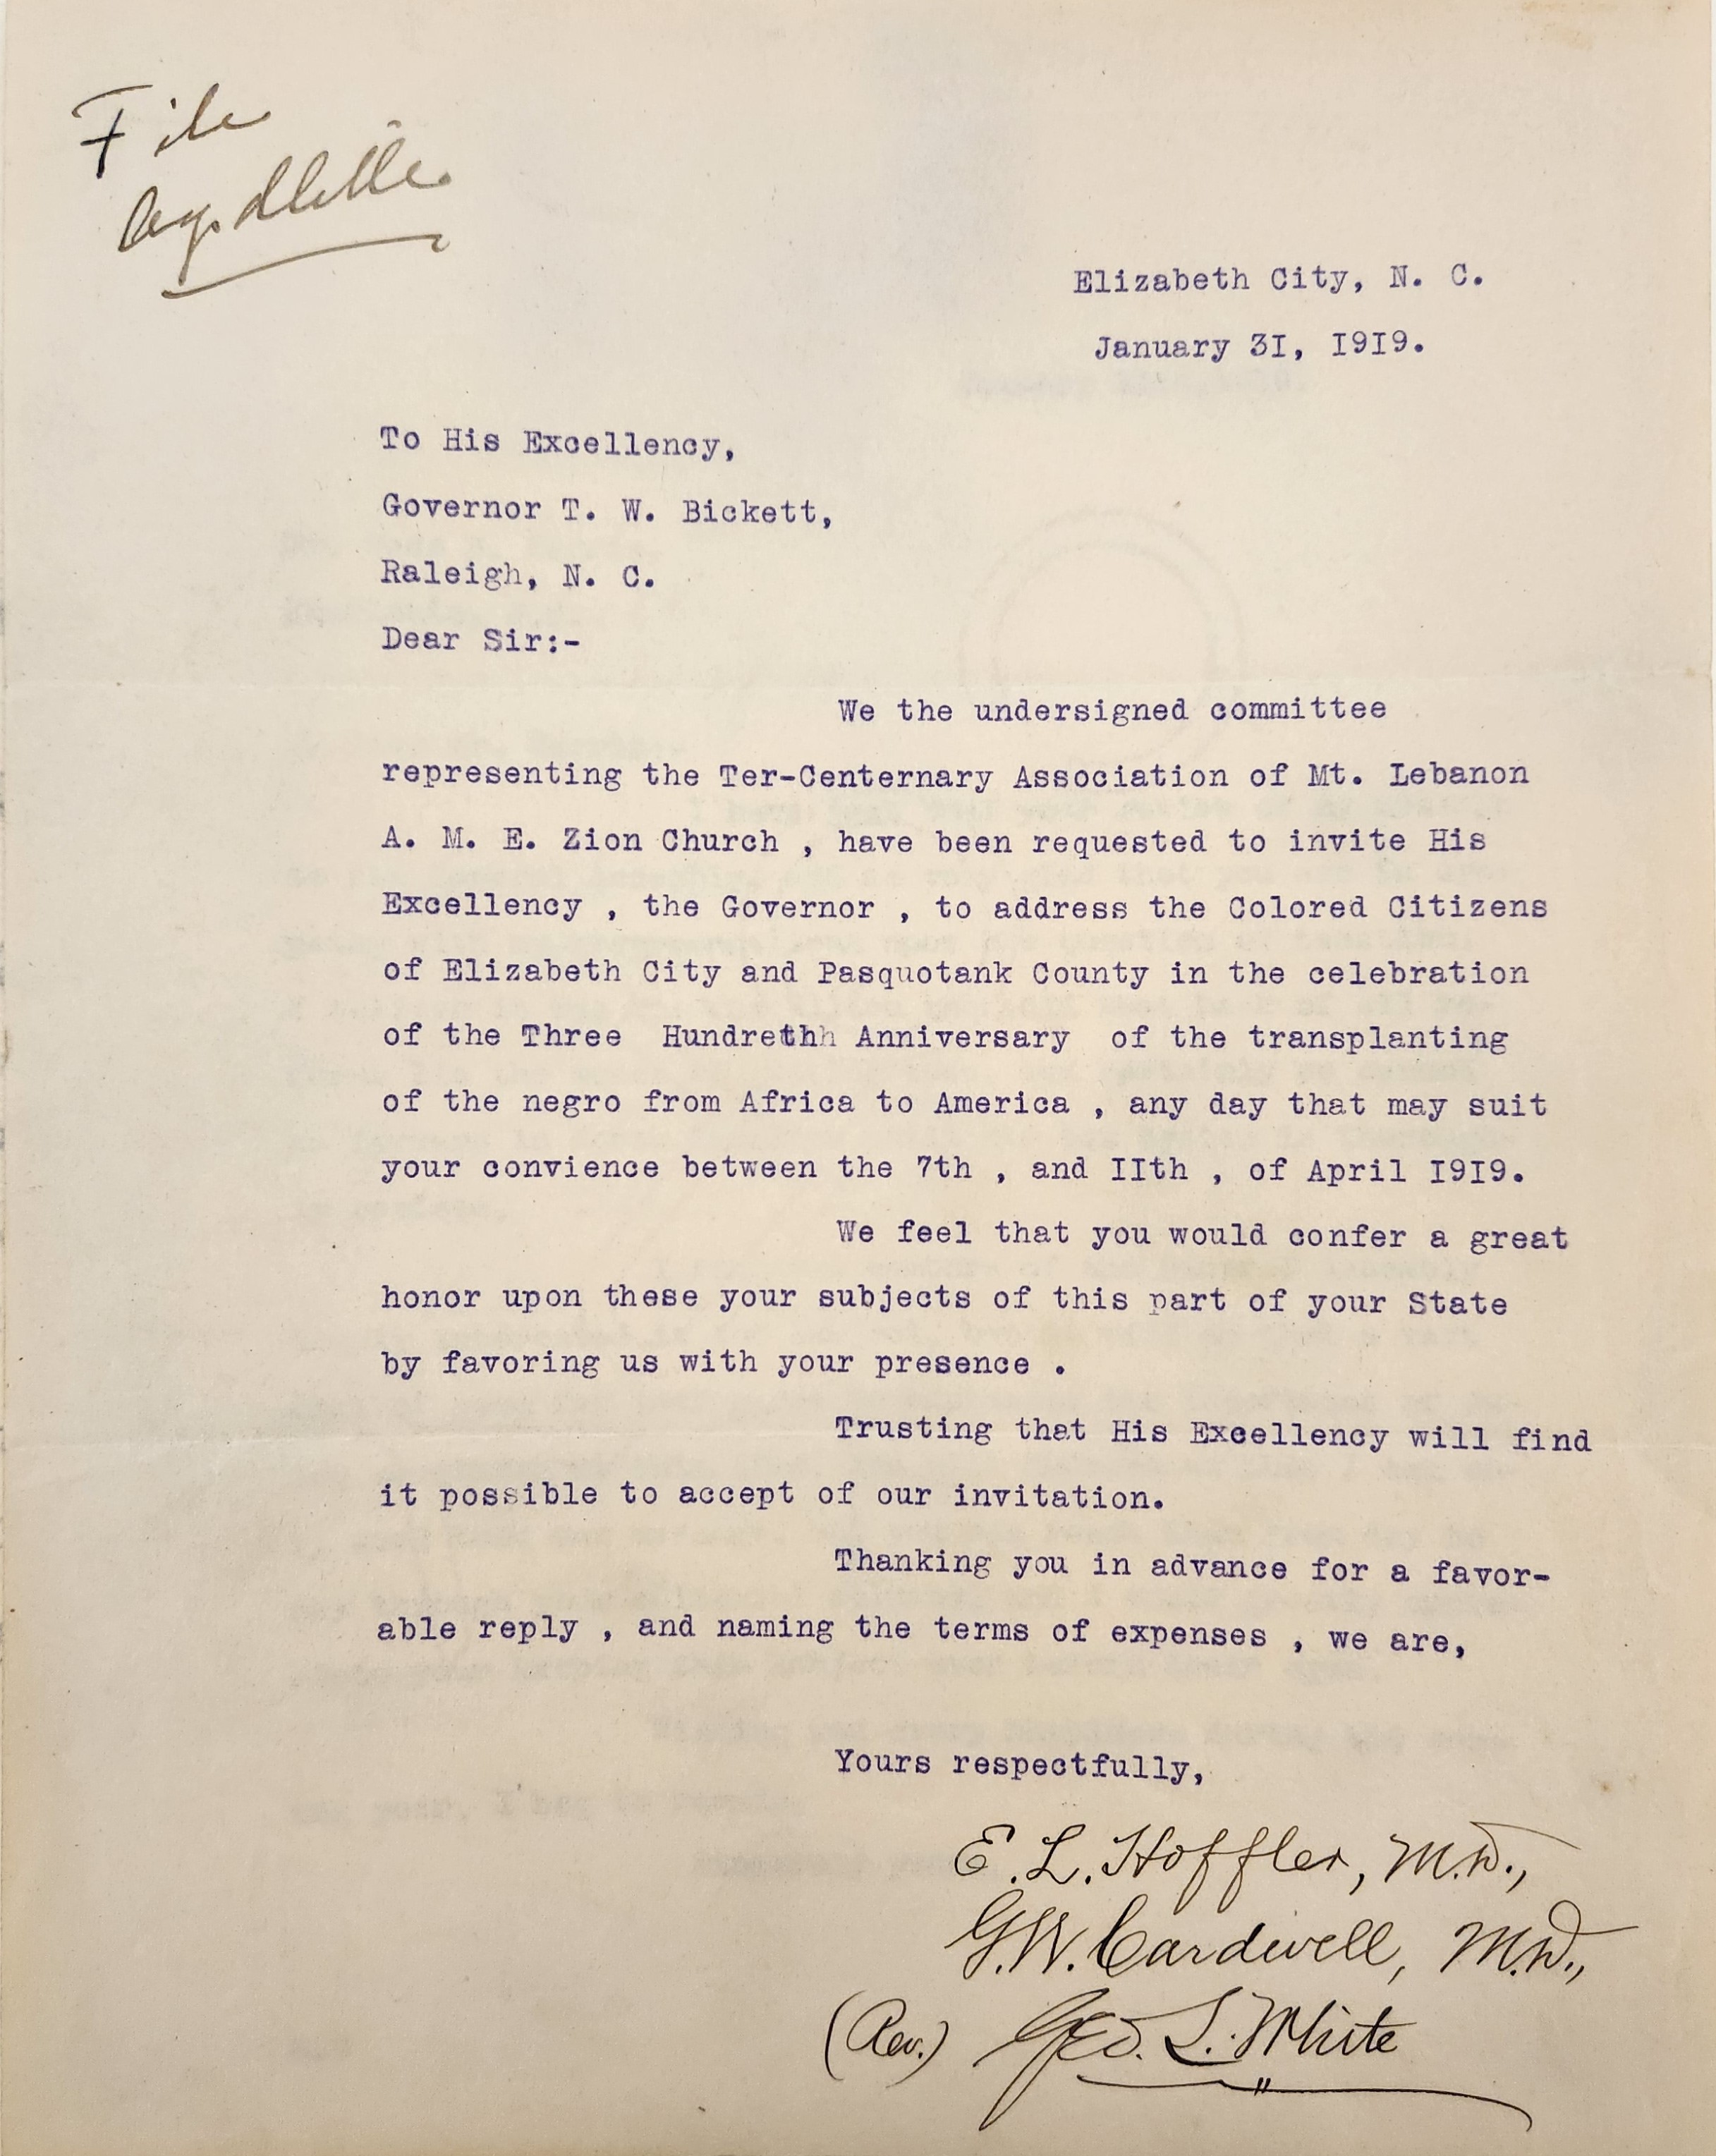 File
Elizabeth City, N. C.
January 3I, I9I9.
To His Excellency,
Governor T. W. Bickett,
Raleigh, N. C.
Dear Sir:-
We the undersigned committee
representing the Ter-Centernary Association of Mt. Lebanon
A. M. E. Zion Church , have been requested to invite His
Excellency , the Governor , to address the Colored Citizens
of Elizabeth City and Pasquotank County in the celebration
of the Three Hundrethh Anniversary of the transplanting
of the negro from Africa to America , any day that may suit
your convience between the 7th , and IIth , of April I9I9.
We feel that you would confer a great
honor upon these your subjects of this part of your State
by favoring us with your presence .
Trusting that His Excellency will find
it possible to accept of our invitation.
Thanking you in advance for a favor-
able reply , and naming the terms of expenses , we are,
Yours respectfully,
E. L. Hoffler, M.D.,
G.W. Cardwell, M.D.,
(Rev.) Geo. L. White